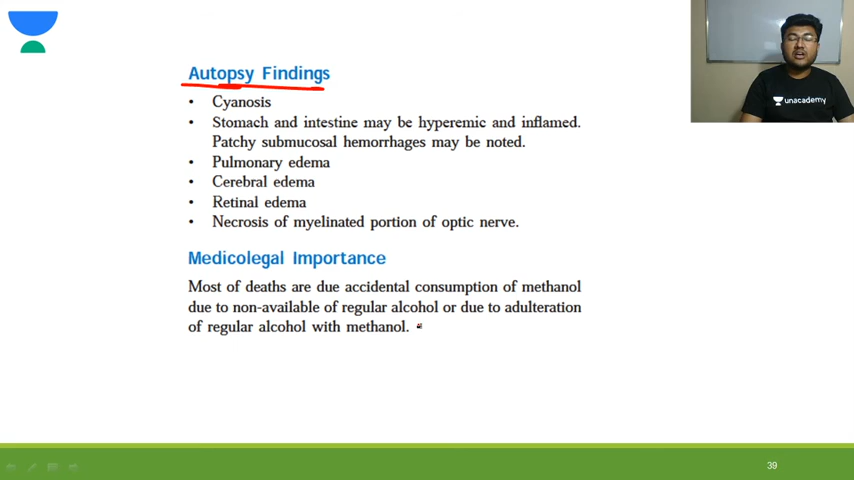 Autopsy Findings
• Cyanosis
• Stomach and intestine may be hyperemic and inflamed.
Patchy submucosal hemorrhages may be noted.
• Pulmonary edema
• Cerebral edema
• Retinal edema
• Necrosis of myelinated portion of optic nerve.
Medicolegal Importance
Most of deaths are due accidental consumption of methanol
due to non-available of regular alcohol or due to adulteration
of regular alcohol with methanol.
unacademy
39